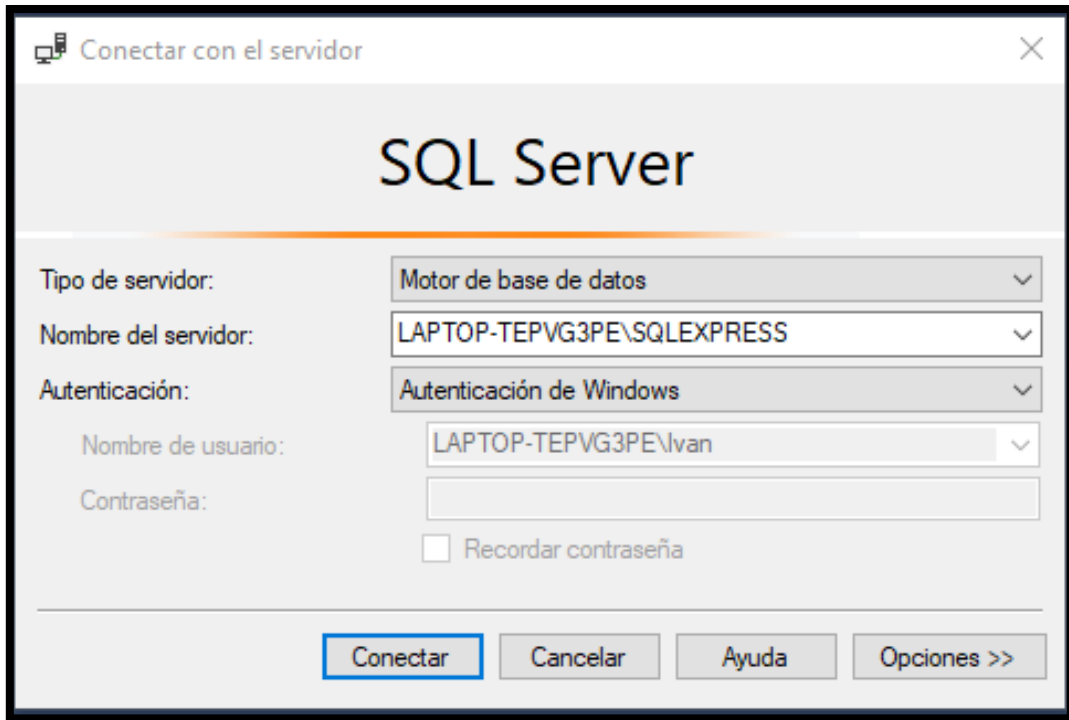 Conectar con el servidor
SQL Server
Tipo de servidor: Motor de base de datos
Nombre del servidor: LAPTOP-TEPVG3PE\SQLEXPRESS
Autenticación: Autenticación de Windows
Nombre de usuario: LAPTOP-TEPVG3PE\Ivan
Contraseña:
Recordar contraseña
Conectar Cancelar Ayuda Opciones >>